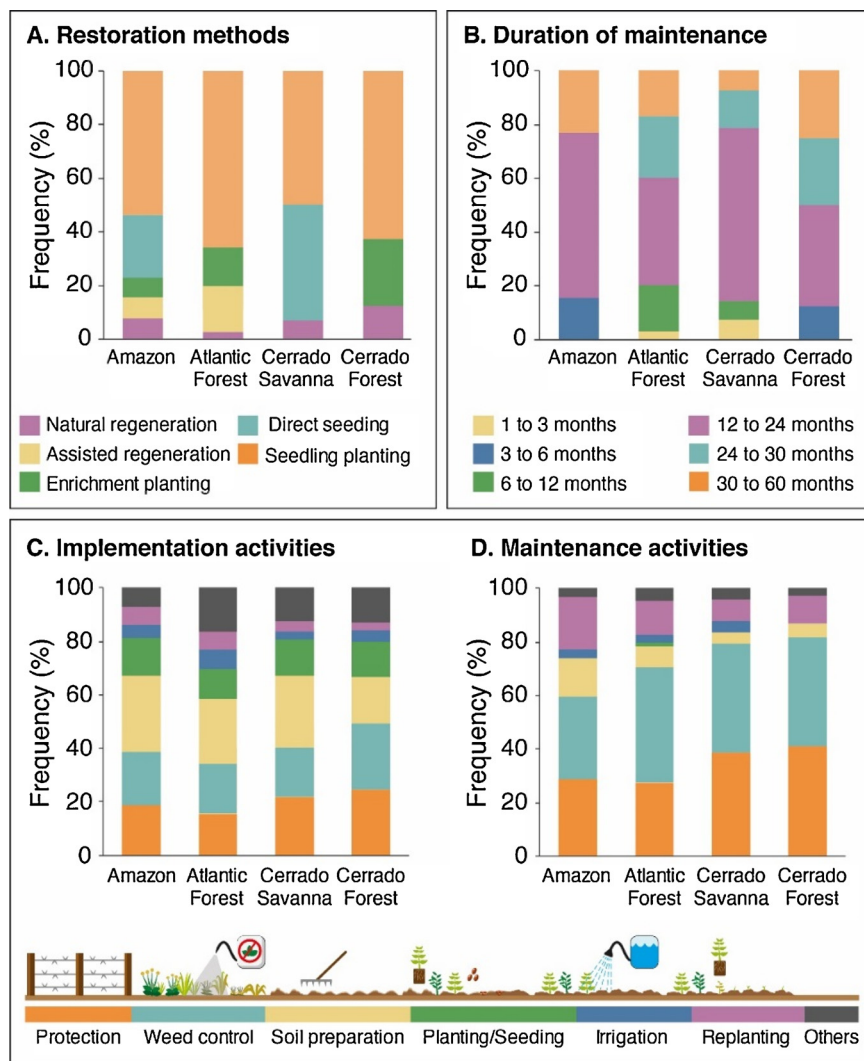 A. Restoration methods
100
80
60
40
20
0
Frequency (%)
Amazon Atlantic Forest Cerrado Savanna Cerrado Forest
Natural regeneration Direct seeding
Assisted regeneration Seedling planting
Enrichment planting
B. Duration of maintenance
100
80
60
40
20
0
Frequency (%)
Amazon Atlantic Forest Cerrado Savanna Cerrado Forest
1 to 3 months 12 to 24 months
3 to 6 months 24 to 30 months
6 to 12 months 30 to 60 months
C. Implementation activities
100
80
60
40
20
0
Frequency (%)
Amazon Atlantic Forest Cerrado Savanna Cerrado Forest
D. Maintenance activities
100
80
60
40
20
0
Frequency (%)
Amazon Atlantic Forest Cerrado Savanna Cerrado Forest
Protection Weed control Soil preparation Planting/Seeding Irrigation Replanting Others